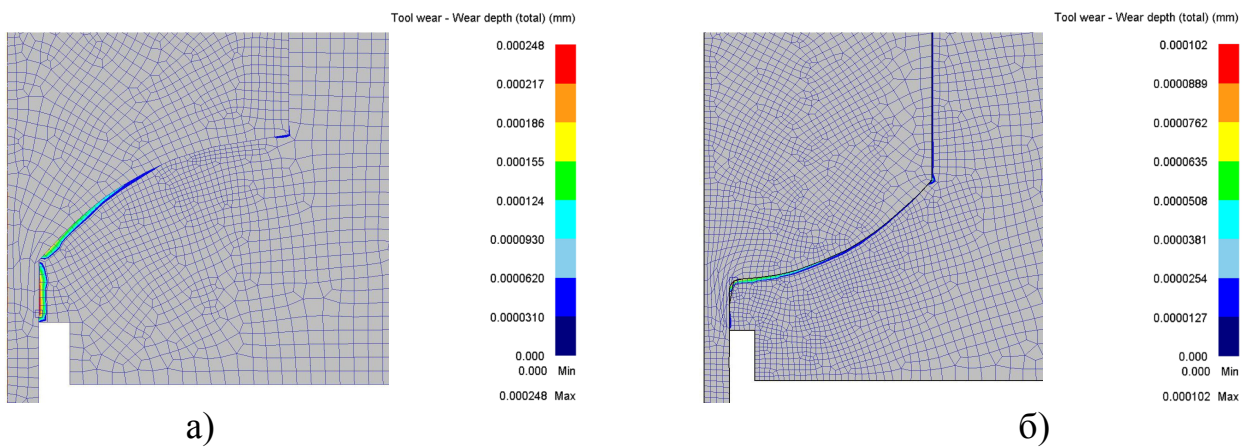 Tool wear - Wear depth (total) (mm)
0.000248
0.000217
0.000186
0.000155
0.000124
0.0000930
0.0000620
0.0000310
0.000
0.000 Min
0.000248 Max
а)
Tool wear - Wear depth (total) (mm)
0.000102
0.0000889
0.0000762
0.0000635
0.0000508
0.0000381
0.0000254
0.0000127
0.000
0.000 Min
0.000102 Max
б)